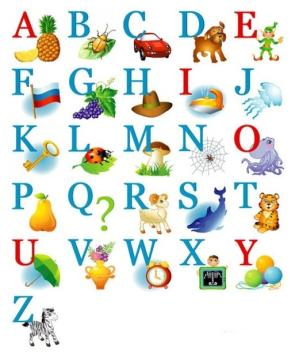 A B C D E
F G H I J
K L M N O
P Q R S T
U V W X Y
Z